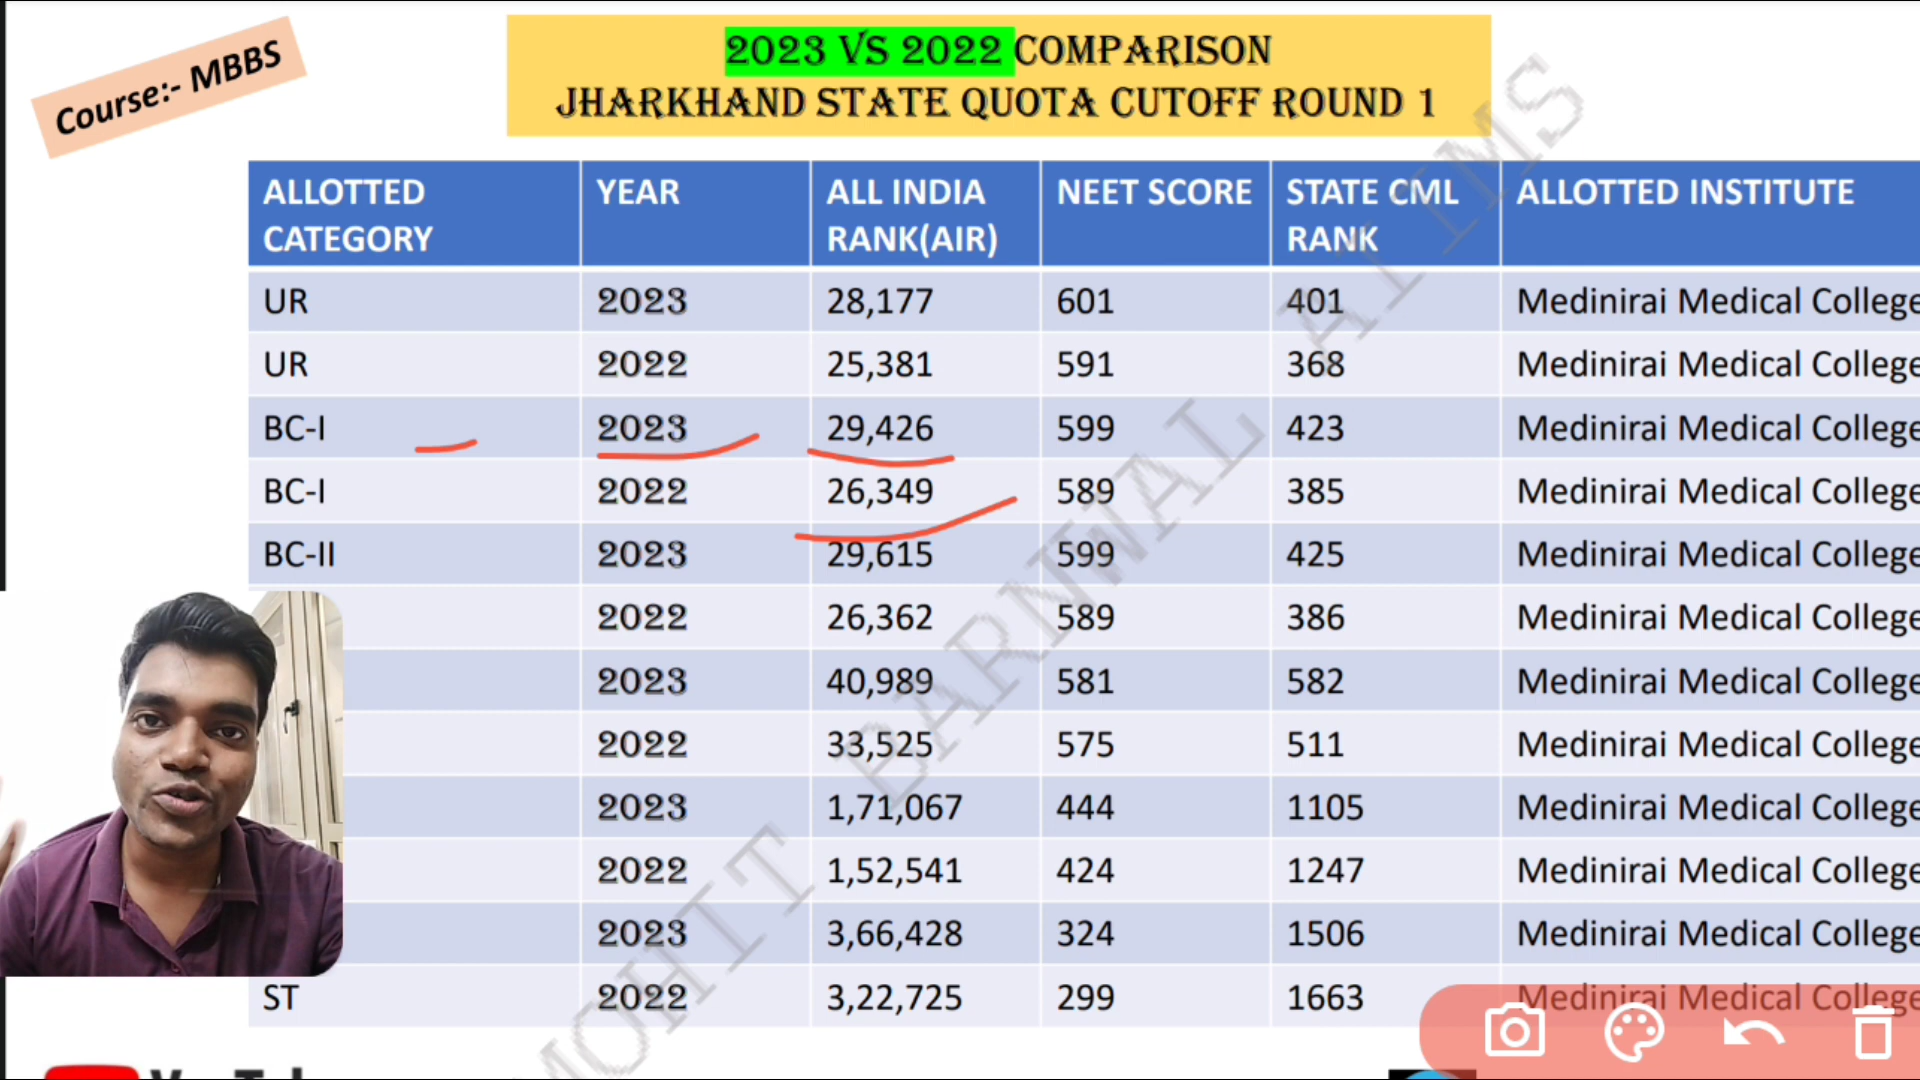 Course:- MBBS
2023 VS 2022 COMPARISON
JHARKHAND STATE QUOTA CUTOFF ROUND 1
ALLOTTED CATEGORY YEAR ALL INDIA RANK(AIR) NEET SCORE STATE CML RANK ALLOTTED INSTITUTE
UR 2023 28,177 601 401 Medinirai Medical College
UR 2022 25,381 591 368 Medinirai Medical College
BC-I 2023 29,426 599 423 Medinirai Medical College
BC-I 2022 26,349 589 385 Medinirai Medical College
BC-II 2023 29,615 599 425 Medinirai Medical College
2022 26,362 589 386 Medinirai Medical College
2023 40,989 581 582 Medinirai Medical College
2022 33,525 575 511 Medinirai Medical College
2023 1,71,067 444 1105 Medinirai Medical College
2022 1,52,541 424 1247 Medinirai Medical College
2023 3,66,428 324 1506 Medinirai Medical College
ST 2022 3,22,725 299 1663 Medinirai Medical College
MOHIT BARNWAL AIIMS